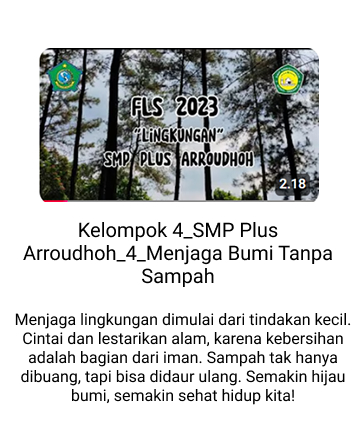 FLS 2023
"LiNGKUNGAN"
SMP PLUS ARROUDHOH
2.18
Kelompok 4_SMP Plus
Arroudhoh_4_Menjaga Bumi Tanpa
Sampah
Menjaga lingkungan dimulai dari tindakan kecil.
Cintai dan lestarikan alam, karena kebersihan
adalah bagian dari iman. Sampah tak hanya
dibuang, tapi bisa didaur ulang. Semakin hijau
bumi, semakin sehat hidup kita!